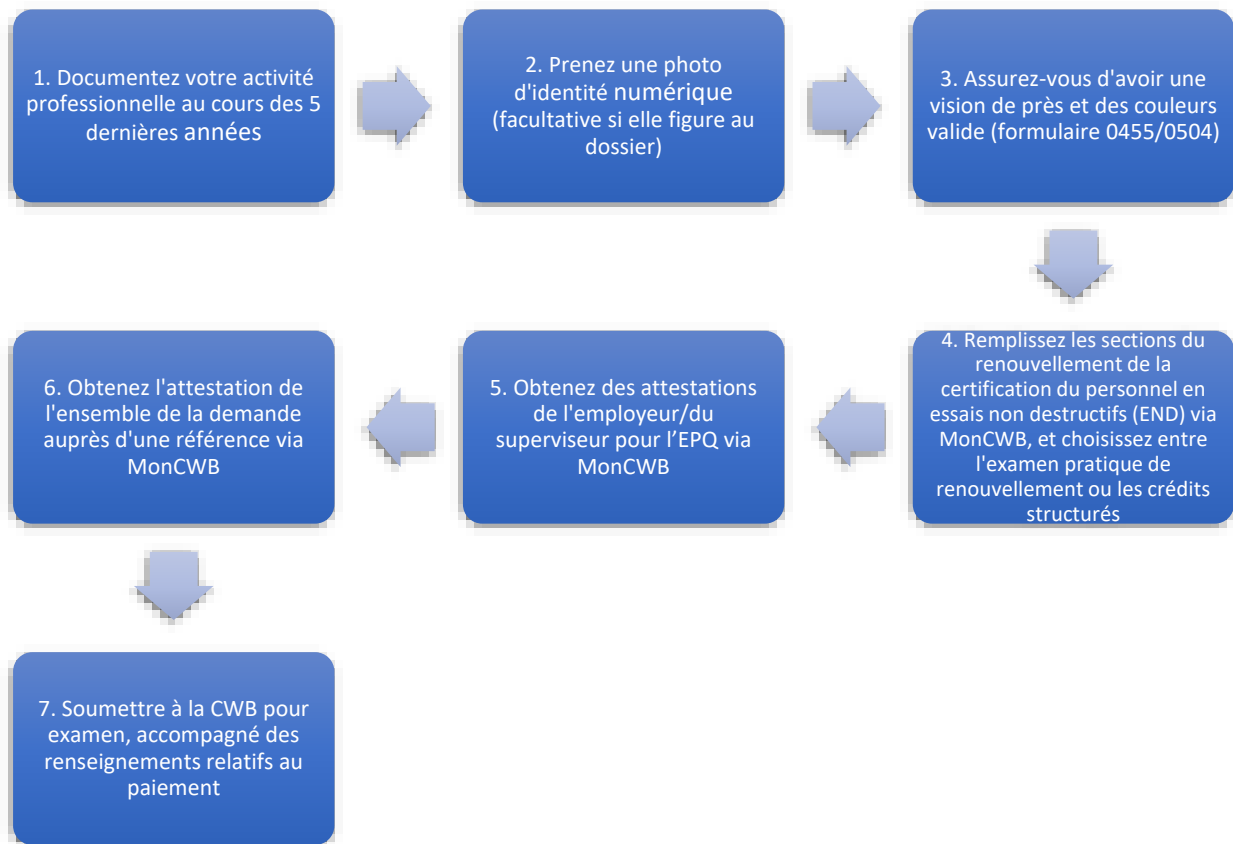 1. Documentez votre activité
professionnelle au cours des 5
dernières années
2. Prenez une photo
d'identité numérique
(facultative si elle figure au
dossier)
3. Assurez-vous d'avoir une
vision de près et des couleurs
valide (formulaire 0455/0504)
4. Remplissez les sections du
renouvellement de la
certification du personnel en
essais non destructifs (END) via
MonCWB, et choisissez entre
l'examen pratique de
renouvellement ou les crédits
structurés
5. Obtenez des attestations
de l'employeur/du
superviseur pour l’EPQ via
MonCWB
6. Obtenez l'attestation de
l'ensemble de la demande
auprès d'une référence via
MonCWB
7. Soumettre à la CWB pour
examen, accompagné des
renseignements relatifs au
paiement